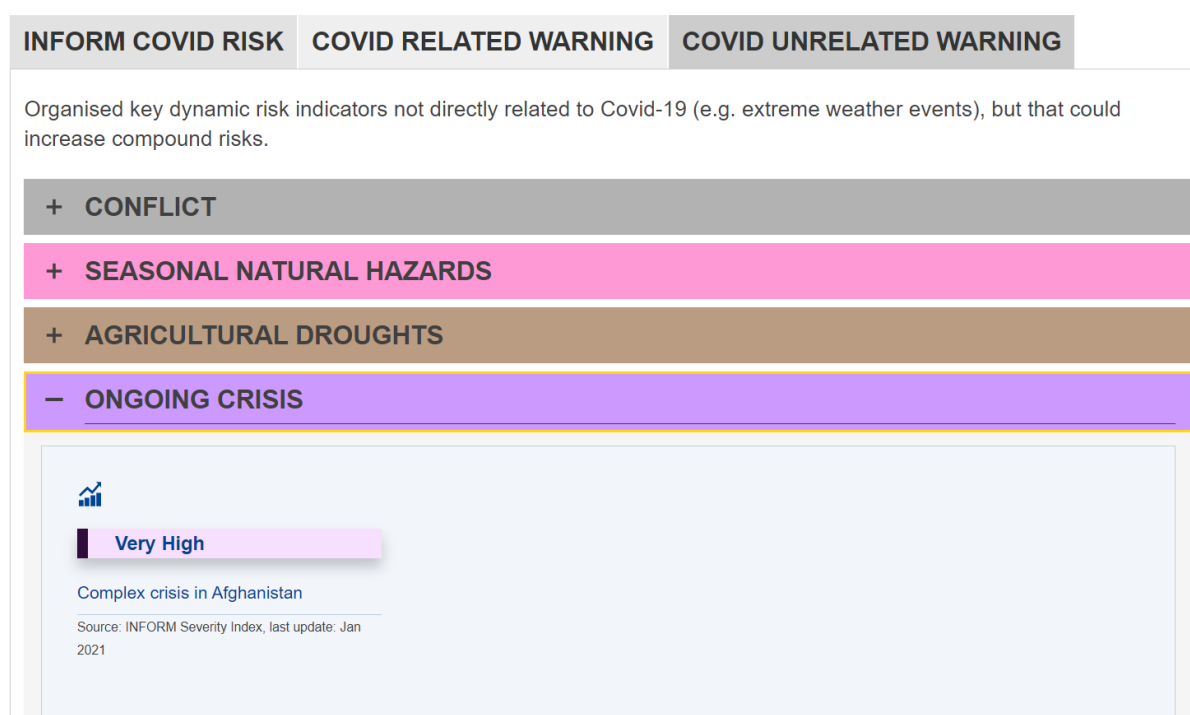 INFORM COVID RISK COVID RELATED WARNING COVID UNRELATED WARNING
Organised key dynamic risk indicators not directly related to Covid-19 (e.g. extreme weather events), but that could
increase compound risks.
+ CONFLICT
+ SEASONAL NATURAL HAZARDS
+ AGRICULTURAL DROUGHTS
− ONGOING CRISIS
Very High
Complex crisis in Afghanistan
Source: INFORM Severity Index, last update: Jan
2021